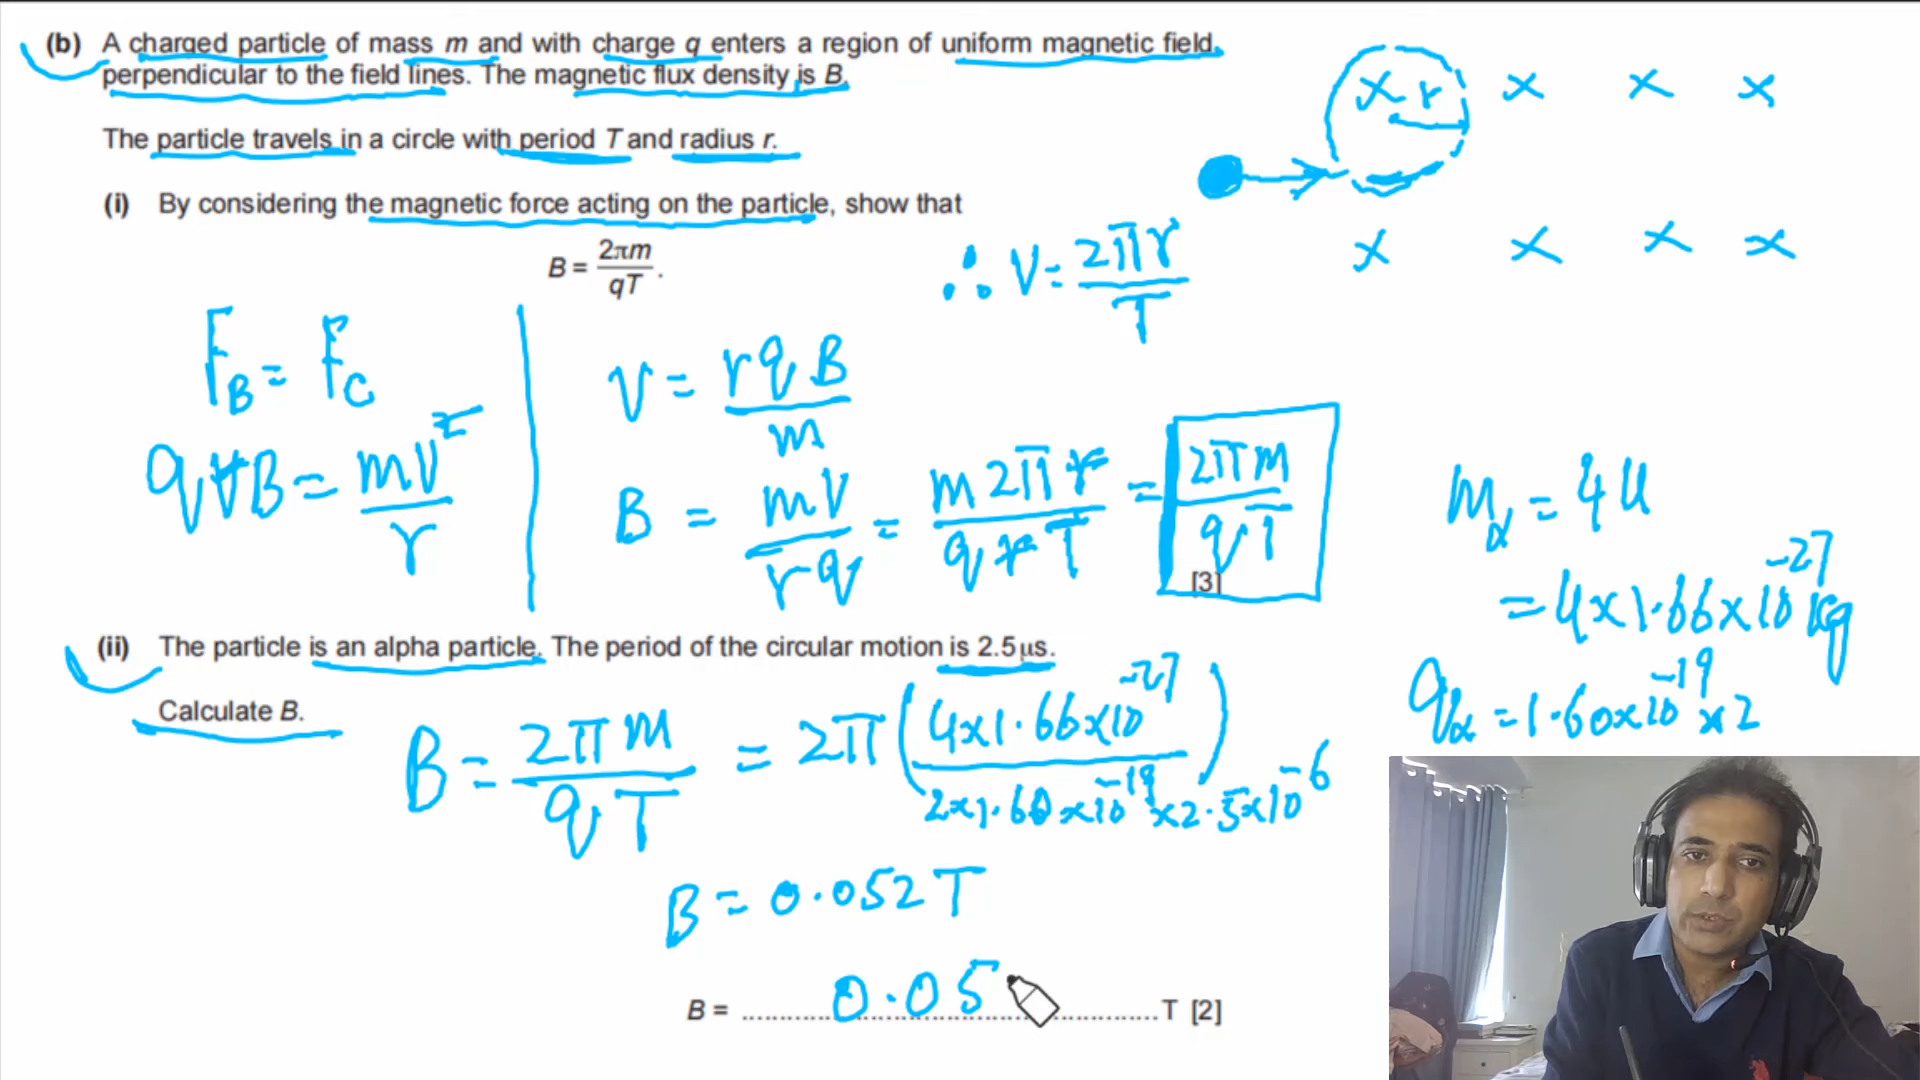 (b) A charged particle of mass m and with charge q enters a region of uniform magnetic field,
perpendicular to the field lines. The magnetic flux density is B.
x r x x x
The particle travels in a circle with period T and radius r.
(i) By considering the magnetic force acting on the particle, show that
B = 2πm / qT .
∴ V = 2πr / T
x x x x
F_B = F_C
V = rqB / m
qVB = mV² / r
B = mV / rq = m2πr / qrT = 2πm / qT
[3]
m_α = 4u
= 4×1.66×10⁻²⁷ kg
q_α = 1.60×10⁻¹⁹ ×2
(ii) The particle is an alpha particle. The period of the circular motion is 2.5 μs.
Calculate B.
B = 2πm / qT = 2π (4×1.66×10⁻²⁷ / 2×1.60×10⁻¹⁹×2.5×10⁻⁶)
B = 0.052 T
B = .......... 0.05 .......... T [2]